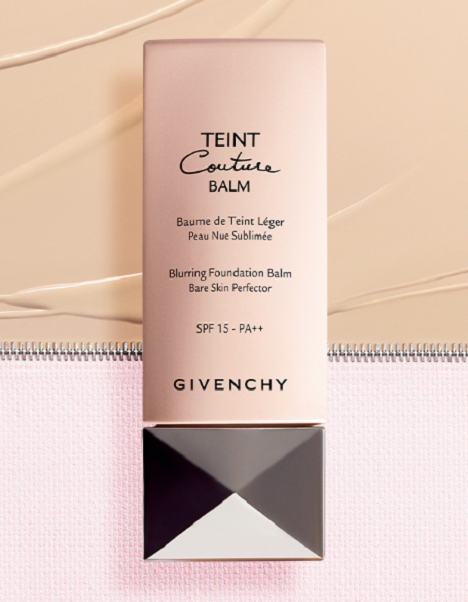 TEINT
Couture
BALM
Baume de Teint Léger
Peau Nue Sublimée
Blurring Foundation Balm
Bare Skin Perfector
SPF 15 - PA++
GIVENCHY